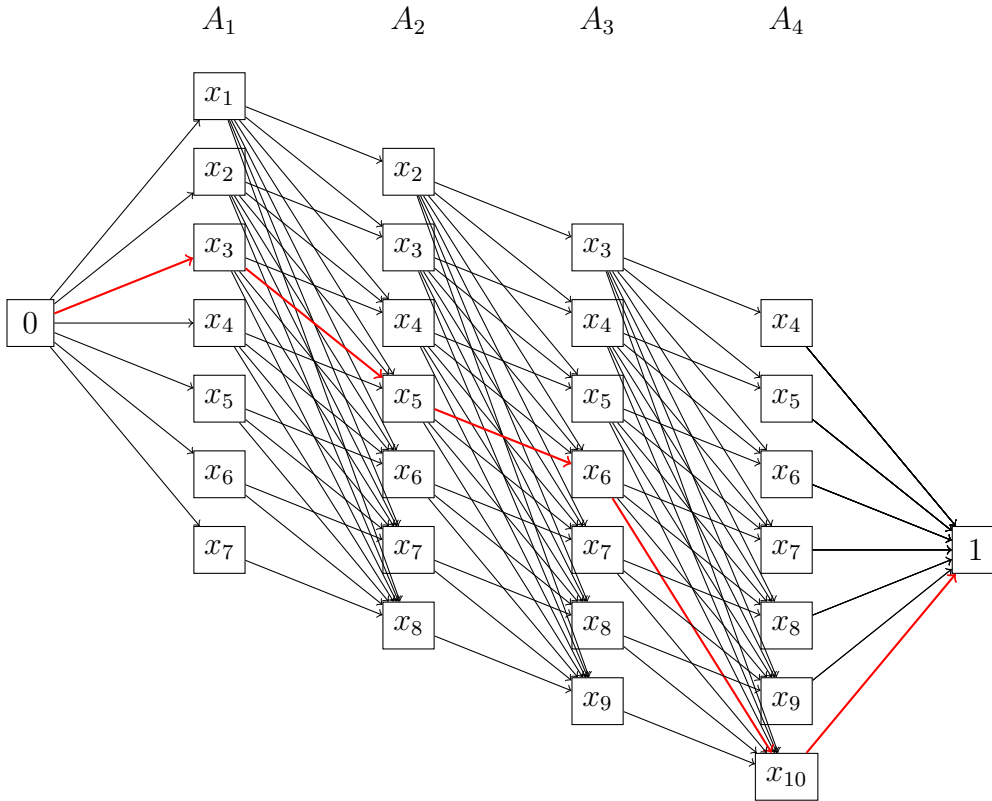 A₁ A₂ A₃ A₄
x₁
x₂ x₂
x₃ x₃ x₃
0 x₄ x₄ x₄ x₄
x₅ x₅ x₅ x₅
x₆ x₆ x₆ x₆
x₇ x₇ x₇ x₇ 1
x₈ x₈ x₈
x₉ x₉
x₁₀